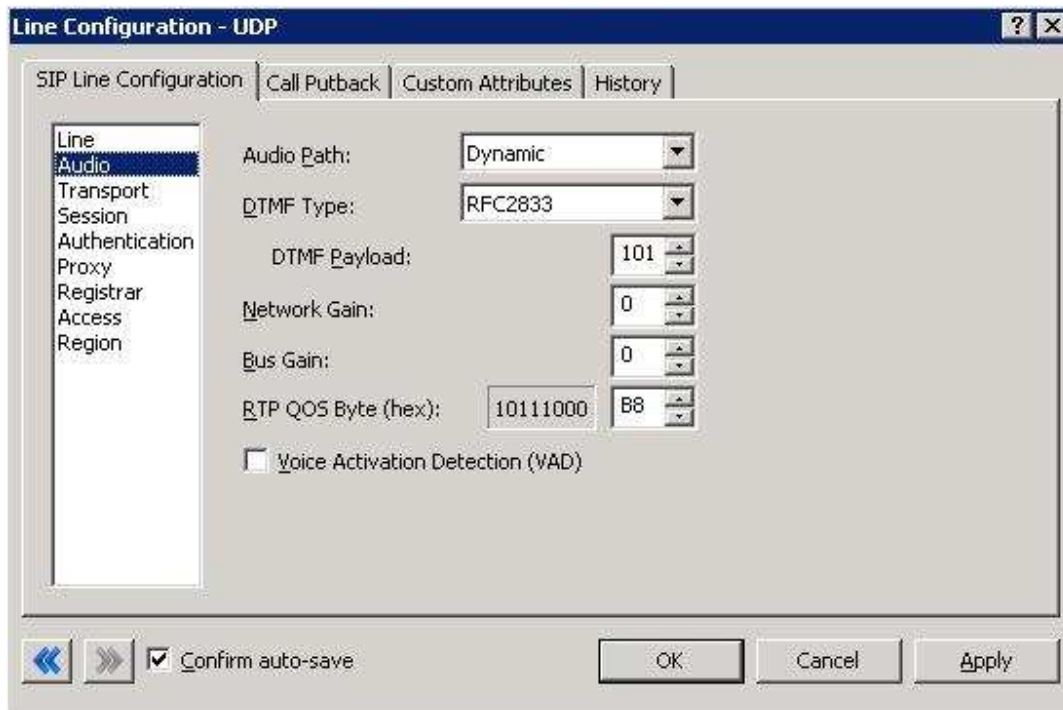 Line Configuration - UDP
SIP Line Configuration
Call Putback
Custom Attributes
History
Line
Audio
Transport
Session
Authentication
Proxy
Registrar
Access
Region
Audio Path:
Dynamic
DTMF Type:
RFC2833
DTMF Payload:
101
Network Gain:
0
Bus Gain:
0
RTP QOS Byte (hex):
10111000
B8
Voice Activation Detection (VAD)
Confirm auto-save
OK
Cancel
Apply